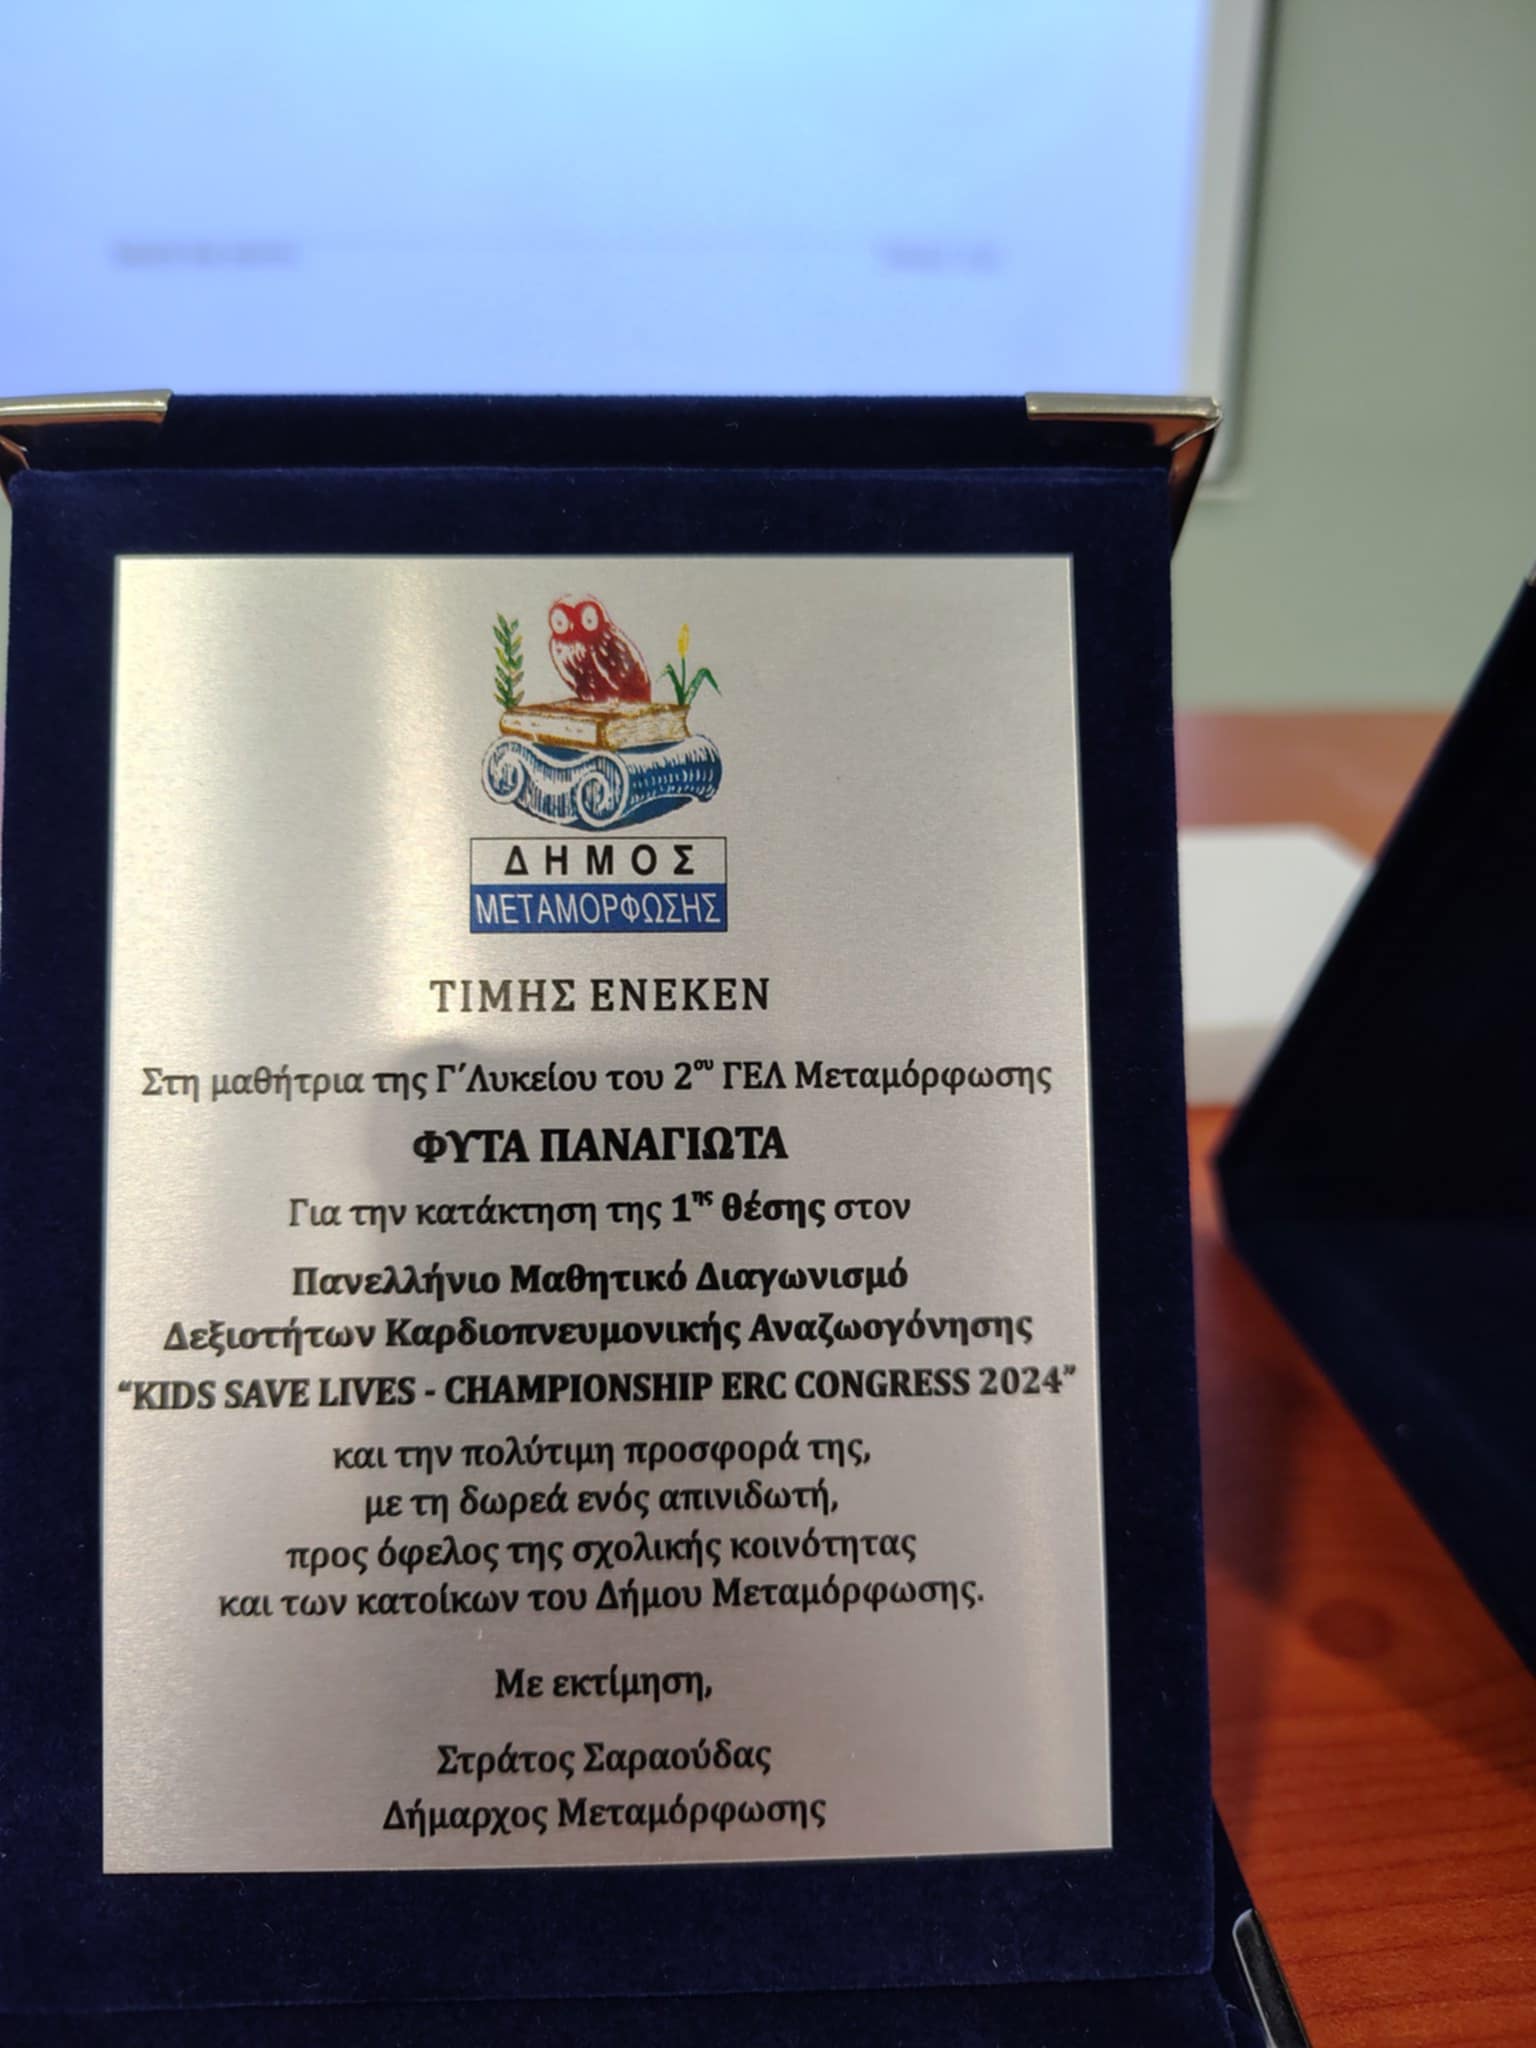 ΔΗΜΟΣ
ΜΕΤΑΜΟΡΦΩΣΗΣ
ΤΙΜΗΣ ΕΝΕΚΕΝ
Στη μαθήτρια της Γ΄Λυκείου του 2ου ΓΕΛ Μεταμόρφωσης
ΦΥΤΑ ΠΑΝΑΓΙΩΤΑ
Για την κατάκτηση της 1ης θέσης στον
Πανελλήνιο Μαθητικό Διαγωνισμό
Δεξιοτήτων Καρδιοπνευμονικής Αναζωογόνησης
“KIDS SAVE LIVES - CHAMPIONSHIP ERC CONGRESS 2024”
και την πολύτιμη προσφορά της,
με τη δωρεά ενός απινιδωτή,
προς όφελος της σχολικής κοινότητας
και των κατοίκων του Δήμου Μεταμόρφωσης.
Με εκτίμηση,
Στράτος Σαραούδας
Δήμαρχος Μεταμόρφωσης